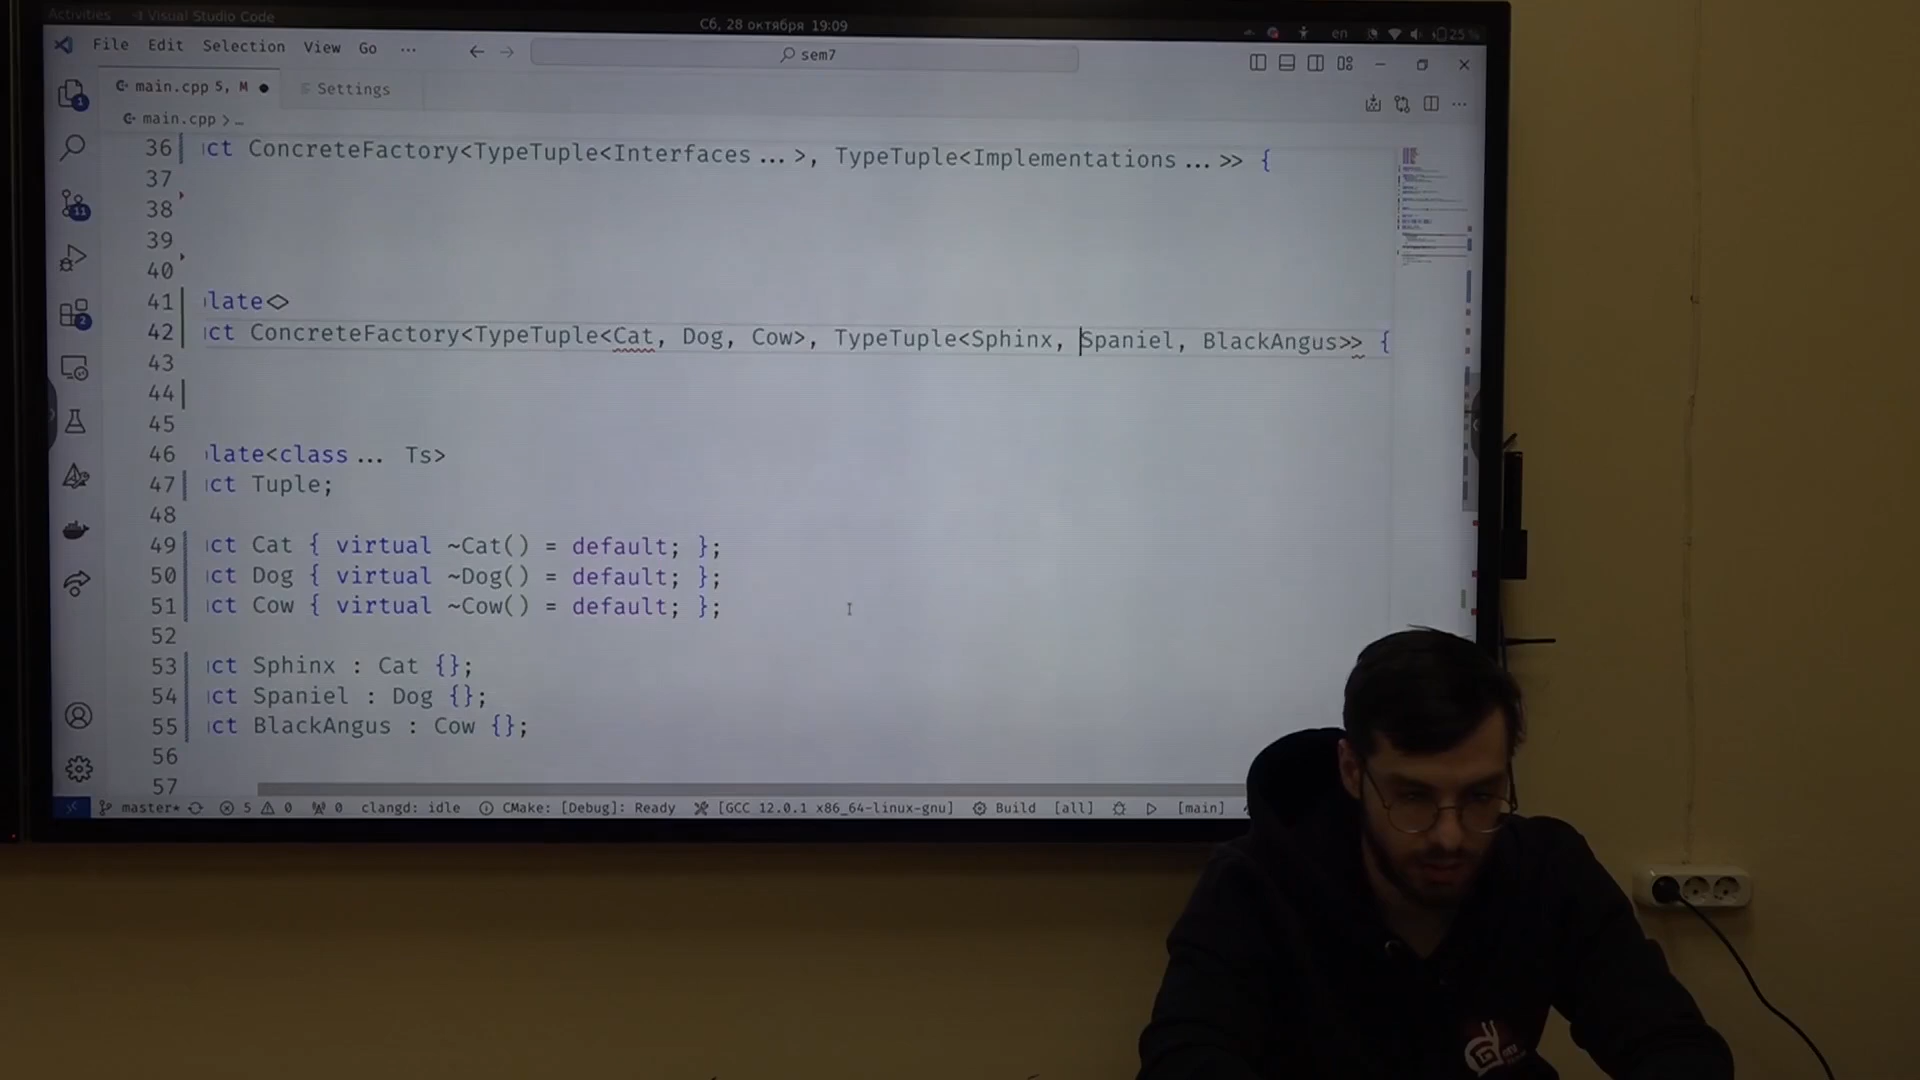 Activities Visual Studio Code
Сб, 28 октября 19:09
en 25 %
File Edit Selection View Go ...
sem7
main.cpp 5, M ● Settings
main.cpp > ...
36 ct ConcreteFactory<TypeTuple<Interfaces...>, TypeTuple<Implementations...>> {
37
38
39
40
41 late<>
42 ct ConcreteFactory<TypeTuple<Cat, Dog, Cow>, TypeTuple<Sphinx, Spaniel, BlackAngus>> {
43
44
45
46 late<class... Ts>
47 ct Tuple;
48
49 ct Cat { virtual ~Cat() = default; };
50 ct Dog { virtual ~Dog() = default; };
51 ct Cow { virtual ~Cow() = default; };
52
53 ct Sphinx : Cat {};
54 ct Spaniel : Dog {};
55 ct BlackAngus : Cow {};
56
57
1
11
2
master* 5 0 0 clangd: idle CMake: [Debug]: Ready [GCC 12.0.1 x86_64-linux-gnu] Build [all] [main]